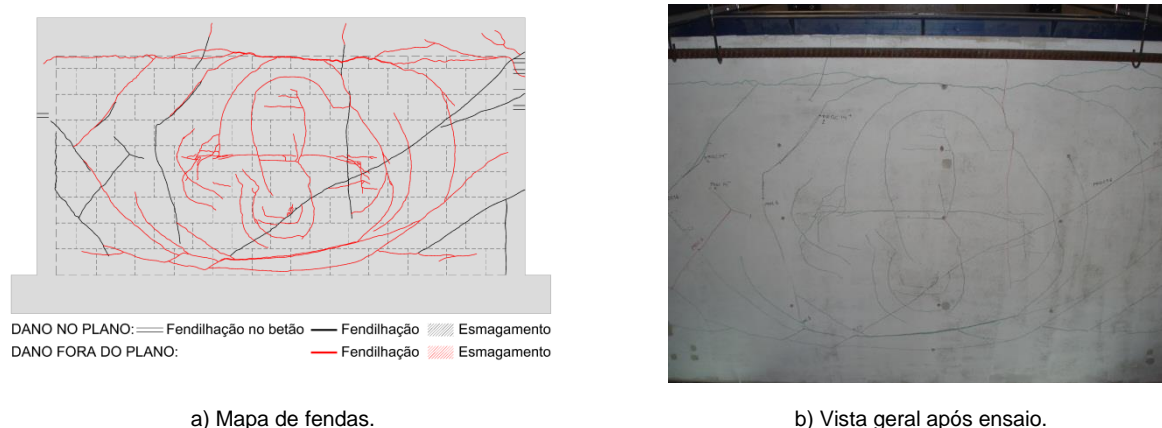 DANO NO PLANO: Fendilhação no betão Fendilhação Esmagamento
DANO FORA DO PLANO: Fendilhação Esmagamento
a) Mapa de fendas.
b) Vista geral após ensaio.